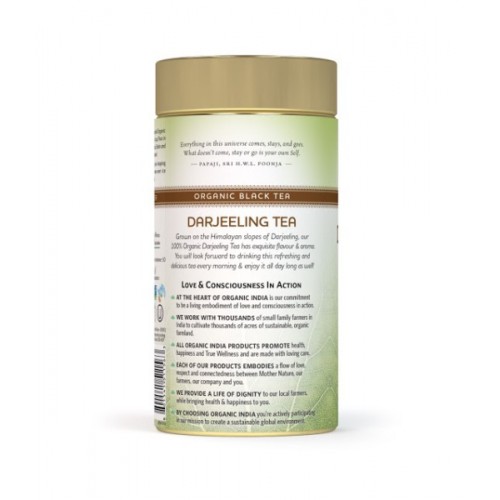 Everything in this universe comes, stays, and goes.
What doesn't come, stay or go is your own Self.
— PAPAJI, SRI H.W.L. POONJA —
ORGANIC BLACK TEA
DARJEELING TEA
Grown on the Himalayan slopes of Darjeeling, our
100% Organic Darjeeling Tea has exquisite flavour & aroma.
You will look forward to drinking this refreshing and
delicious tea every morning & enjoy it all day long as well!
LOVE & CONSCIOUSNESS IN ACTION
AT THE HEART OF ORGANIC INDIA is our commitment
to be a living embodiment of love and consciousness in action.
WE WORK WITH THOUSANDS of small family farmers in
India to cultivate thousands of acres of sustainable, organic
farmland.
ALL ORGANIC INDIA PRODUCTS PROMOTE health,
happiness and True Wellness and are made with loving care.
EACH OF OUR PRODUCTS EMBODIES a flow of love,
respect and connectedness between Mother Nature, our
farmers, our company and you.
WE PROVIDE A LIFE OF DIGNITY to our local farmers,
while bringing health & happiness to you.
BY CHOOSING ORGANIC INDIA you're actively participating
in our mission to create a sustainable global environment.